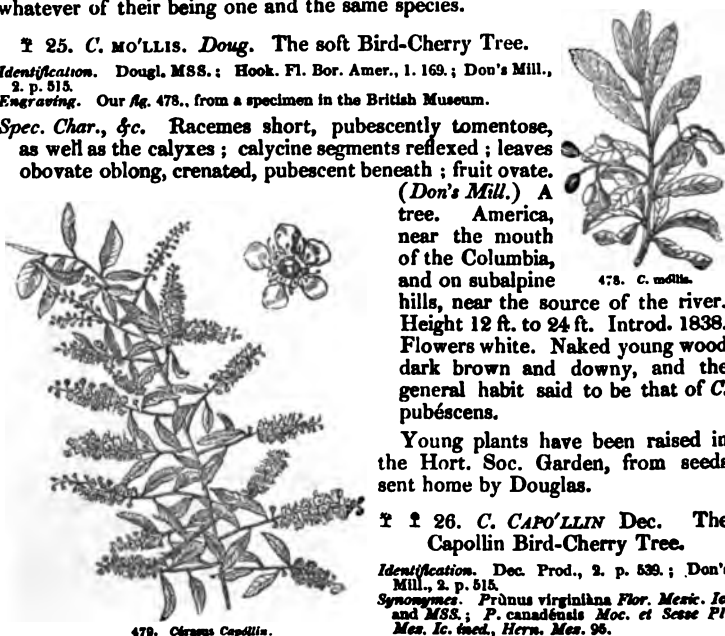 whatever of their being one and the same species.
⚘ 25. C. MO'LLIS. Doug. The soft Bird-Cherry Tree.
Identification. Dougl. MSS.; Hook. Fl. Bor. Amer., 1. 169.; Don's Mill.,
2. p. 515.
Engraving. Our fig. 478., from a specimen in the British Museum.
Spec. Char., &c. Racemes short, pubescently tomentose,
as well as the calyxes; calycine segments reflexed; leaves
obovate oblong, crenated, pubescent beneath; fruit ovate.
(Don's Mill.) A
tree. America,
near the mouth
of the Columbia,
and on subalpine
478. C. móllis.
hills, near the source of the river.
Height 12 ft. to 24 ft. Introd. 1838.
Flowers white. Naked young wood
dark brown and downy, and the
general habit said to be that of C.
pubéscens.
Young plants have been raised in
the Hort. Soc. Garden, from seeds
sent home by Douglas.
26. C. CAPO'LLIN Dec. The
Capollin Bird-Cherry Tree.
Identification. Dec. Prod., 2. p. 539.; Don's
Mill., 2. p. 515.
Synonymes. Prùnus virginiàna Flor. Mexic. Ic.
and MSS.; P. canadénsis Moc. et Sesse Pl.
Mex. Ic. ined., Hern. Mex. 95.
479. Cérasus Capóllin.